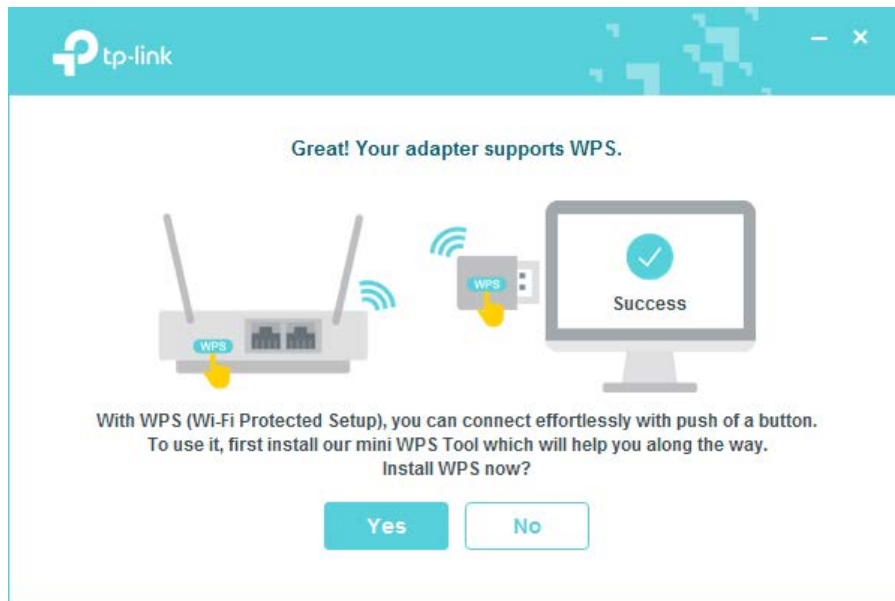 tp-link
Great! Your adapter supports WPS.
WPS
WPS
Success
With WPS (Wi-Fi Protected Setup), you can connect effortlessly with push of a button.
To use it, first install our mini WPS Tool which will help you along the way.
Install WPS now?
Yes
No